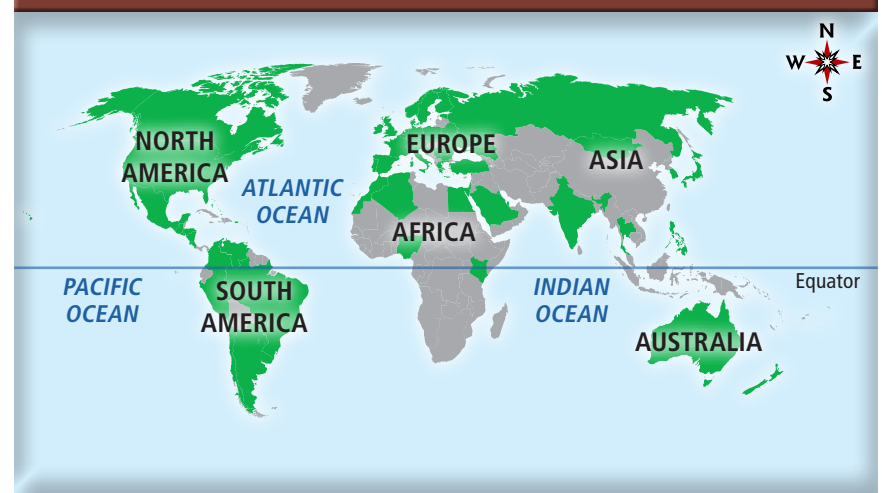 N
W E
S
NORTH
AMERICA
EUROPE
ASIA
ATLANTIC
OCEAN
AFRICA
PACIFIC
OCEAN
SOUTH
AMERICA
INDIAN
OCEAN
Equator
AUSTRALIA